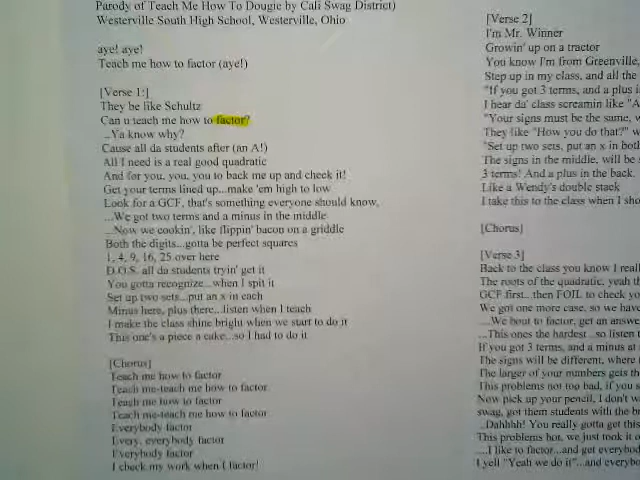 Parody of Teach Me How To Dougie by Cali Swag District)
Westerville South High School, Westerville, Ohio
aye! aye!
Teach me how to factor (aye!)
[Verse 1:]
They be like Schultz
Can u teach me how to factor?
...Ya know why?
Cause all da students after (an A!)
All I need is a real good quadratic
And for you, you, you to back me up and check it!
Get your terms lined up...make 'em high to low
Look for a GCF, that's something everyone should know,
...We got two terms and a minus in the middle
...Now we cookin', like flippin' bacon on a griddle
Both the digits...gotta be perfect squares
1, 4, 9, 16, 25 over here
D.O.S. all da students tryin' get it
You gotta recognize...when I spit it
Set up two sets...put an x in each
Minus here, plus there...listen when I teach
I make the class shine bright when we start to do it
This one's a piece a cake...so I had to do it
[Chorus]
Teach me how to factor
Teach me-teach me how to factor
Teach me how to factor
Teach me-teach me how to factor
Everybody factor
Every, everybody factor
Everybody factor
I check my work when I factor!
[Verse 2]
I'm Mr. Winner
Growin' up on a tractor
You know I'm from Greenville,
Step up in my class, and all the
"If you got 3 terms, and a plus i
I hear da' class screamin like "A
"Your signs must be the same, w
They like "How you do that?" w
"Set up two sets, put an x in both
The signs in the middle, will be s
3 terms! And a plus in the back.
Like a Wendy's double stack
I take this to the class when I sho
[Chorus]
[Verse 3]
Back to the class you know I reall
The roots of the quadratic, yeah th
GCF first...then FOIL to check yo
We got one more case, so we have
...We bout to factor, get an answe
...This ones the hardest...so listen t
If you got 3 terms, and a minus at
The signs will be different, where t
The larger of your numbers gets th
This problems not too bad, if you s
Now pick up your pencil, I don't w
swag, got them students with the b
..Dahhhh! You really gotta get this
This problems hot, we just took it o
...I like to factor...and get everybod
I yell "Yeah we do it"...and everybo